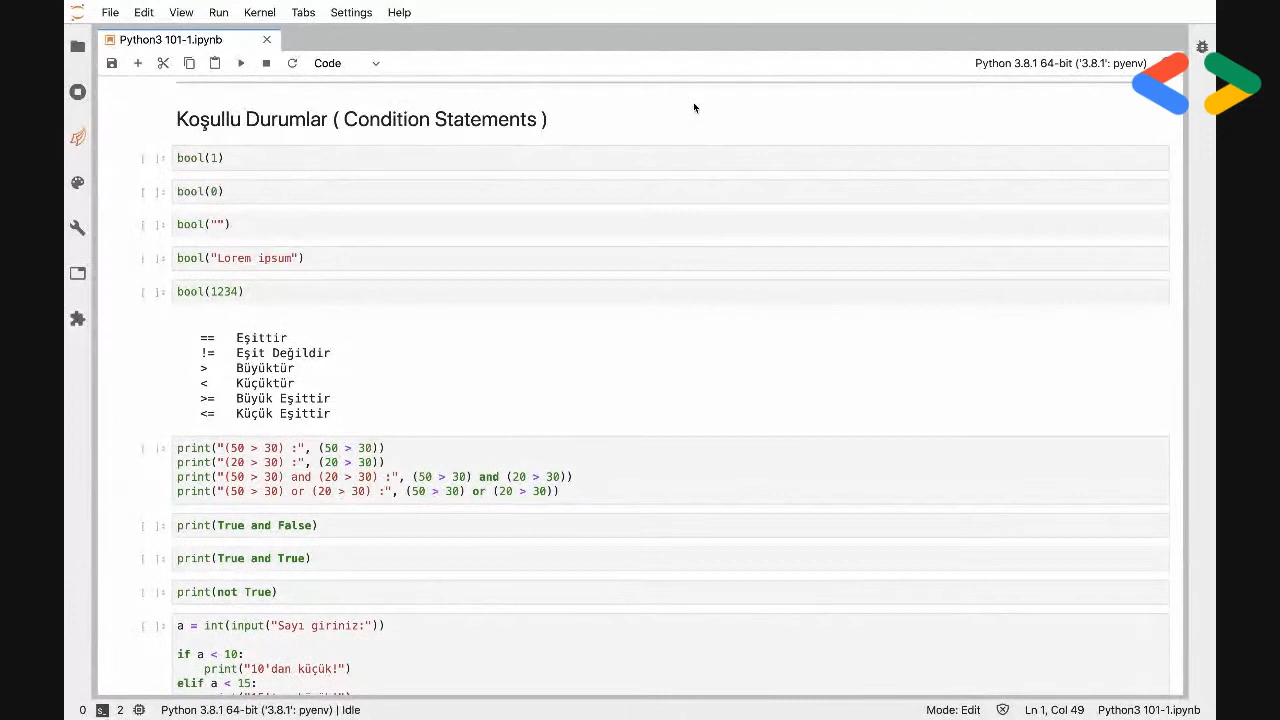 File Edit View Run Kernel Tabs Settings Help
Python3 101-1.ipynb
Code
Python 3.8.1 64-bit ('3.8.1': pyenv)
Koşullu Durumlar ( Condition Statements )
[ ]: bool(1)
[ ]: bool(0)
[ ]: bool("")
[ ]: bool("Lorem ipsum")
[ ]: bool(1234)
== Eşittir
!= Eşit Değildir
> Büyüktür
< Küçüktür
>= Büyük Eşittir
<= Küçük Eşittir
[ ]: print("(50 > 30) :", (50 > 30))
print("(20 > 30) :", (20 > 30))
print("(50 > 30) and (20 > 30) :", (50 > 30) and (20 > 30))
print("(50 > 30) or (20 > 30) :", (50 > 30) or (20 > 30))
[ ]: print(True and False)
[ ]: print(True and True)
[ ]: print(not True)
[ ]: a = int(input("Sayı giriniz:"))
if a < 10:
print("10'dan küçük!")
elif a < 15:
0 2 Python 3.8.1 64-bit ('3.8.1': pyenv) | Idle
Mode: Edit Ln 1, Col 49 Python3 101-1.ipynb